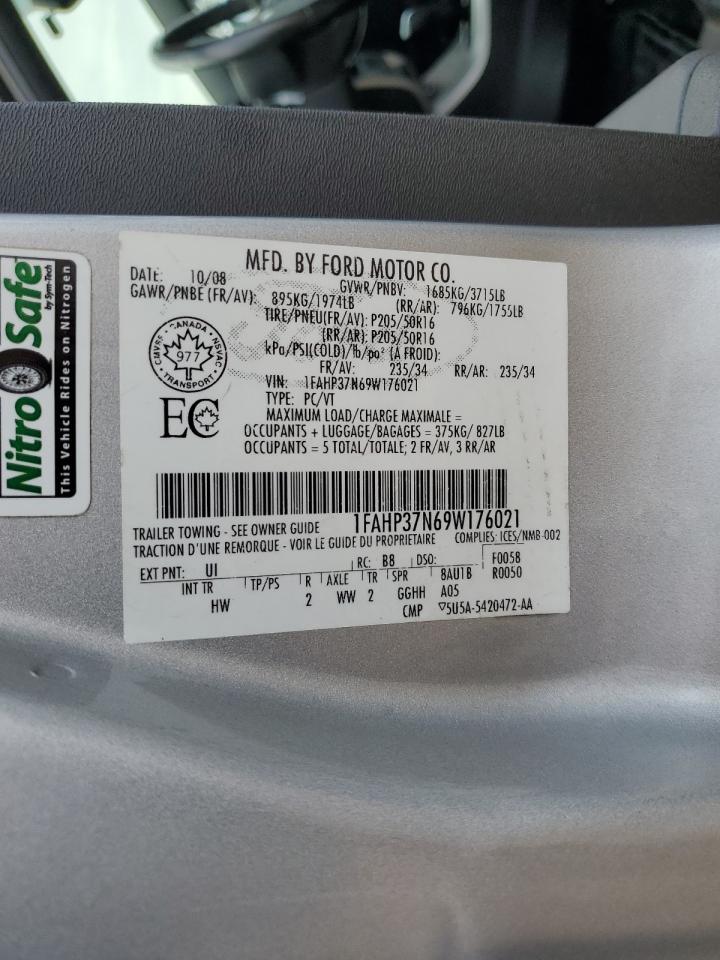 MFD. BY FORD MOTOR CO.
DATE: 10/08 GVWR/PNBV: 1685KG/3715LB
GAWR/PNBE (FR/AV): 895KG/1974LB (RR/AR): 796KG/1755LB
TIRE/PNEU(FR/AV): P205/50R16
(RR/AR): P205/50R16
kPa/PSI(COLD)/lb/po² (A FROID):
FR/AV: 235/34 RR/AR: 235/34
VIN: 1FAHP37N69W176021
TYPE: PC/VT
MAXIMUM LOAD/CHARGE MAXIMALE =
OCCUPANTS + LUGGAGE/BAGAGES = 375KG/ 827LB
OCCUPANTS = 5 TOTAL/TOTALE; 2 FR/AV, 3 RR/AR
CANADA
CMVSS 977 NSVAC
TRANSPORT
EC
1FAHP37N69W176021
TRAILER TOWING - SEE OWNER GUIDE
TRACTION D'UNE REMORQUE - VOIR LE GUIDE DU PROPRIETAIRE COMPLIES: ICES/NMB-002
EXT PNT: UI RC: B8 DSO: F0058
INT TR TP/PS R AXLE TR SPR 8AU1B R0050
HW 2 WW 2 GGHH A05
CMP ▽5U5A-5420472-AA
Nitro Safe
by Sym-Tech
This Vehicle Rides on Nitrogen